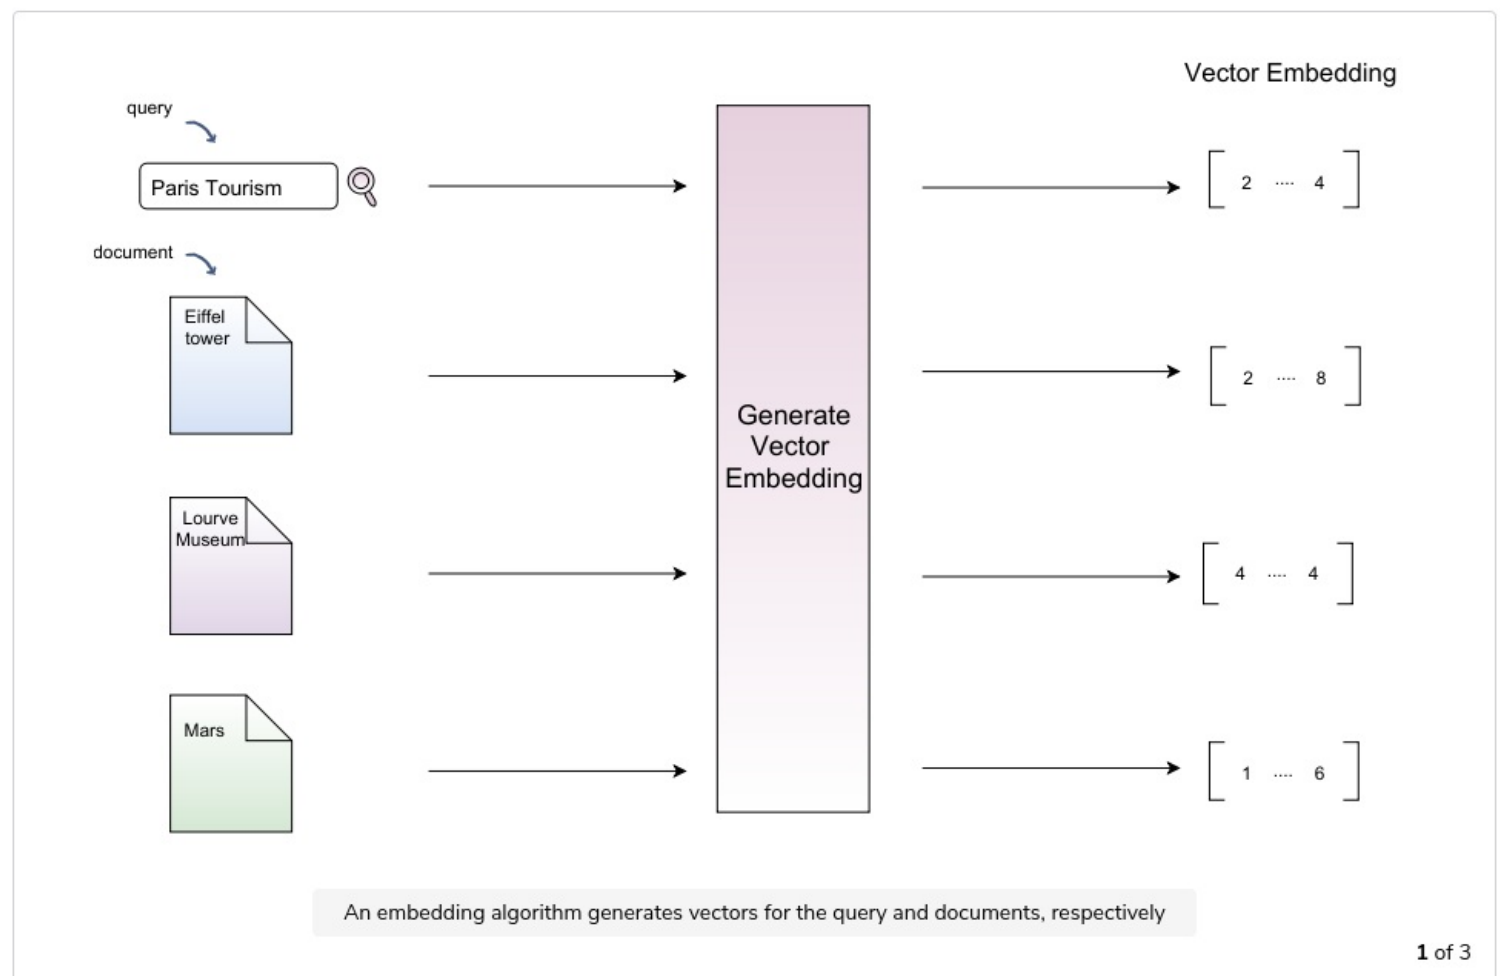 Vector Embedding
query
Paris Tourism
[ 2 .... 4 ]
document
Eiffel
tower
[ 2 .... 8 ]
Generate
Vector
Embedding
Lourve
Museum
[ 4 .... 4 ]
Mars
[ 1 .... 6 ]
An embedding algorithm generates vectors for the query and documents, respectively
1 of 3